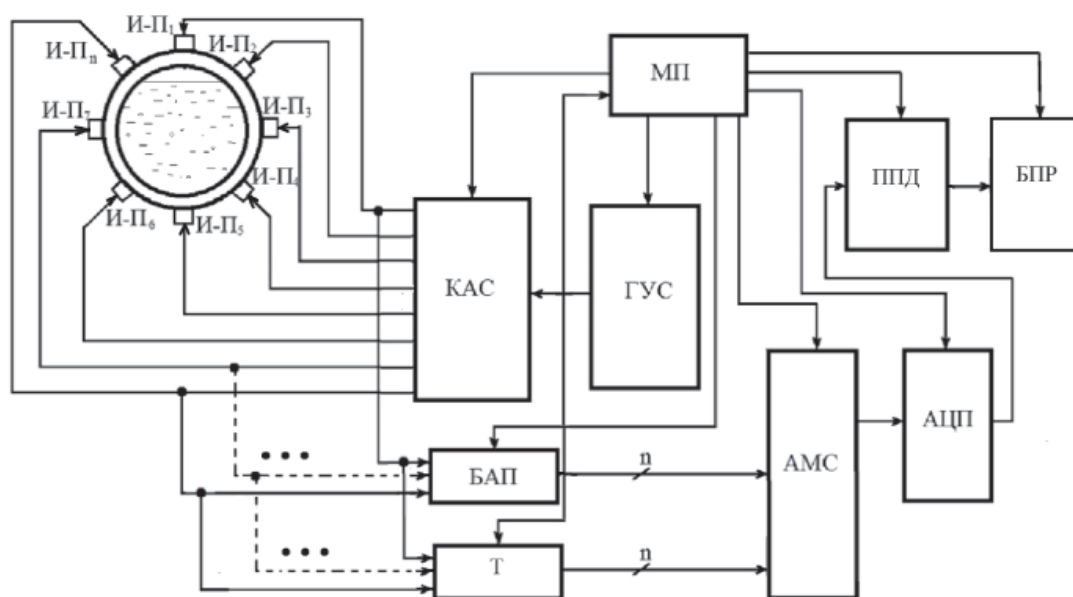 И-П1
И-П2
И-Пn
И-П3
И-П7
И-П4
И-П6
И-П5
МП
ППД
БПР
КАС
ГУС
АМС
АЦП
...
БАП
n
...
Т
n